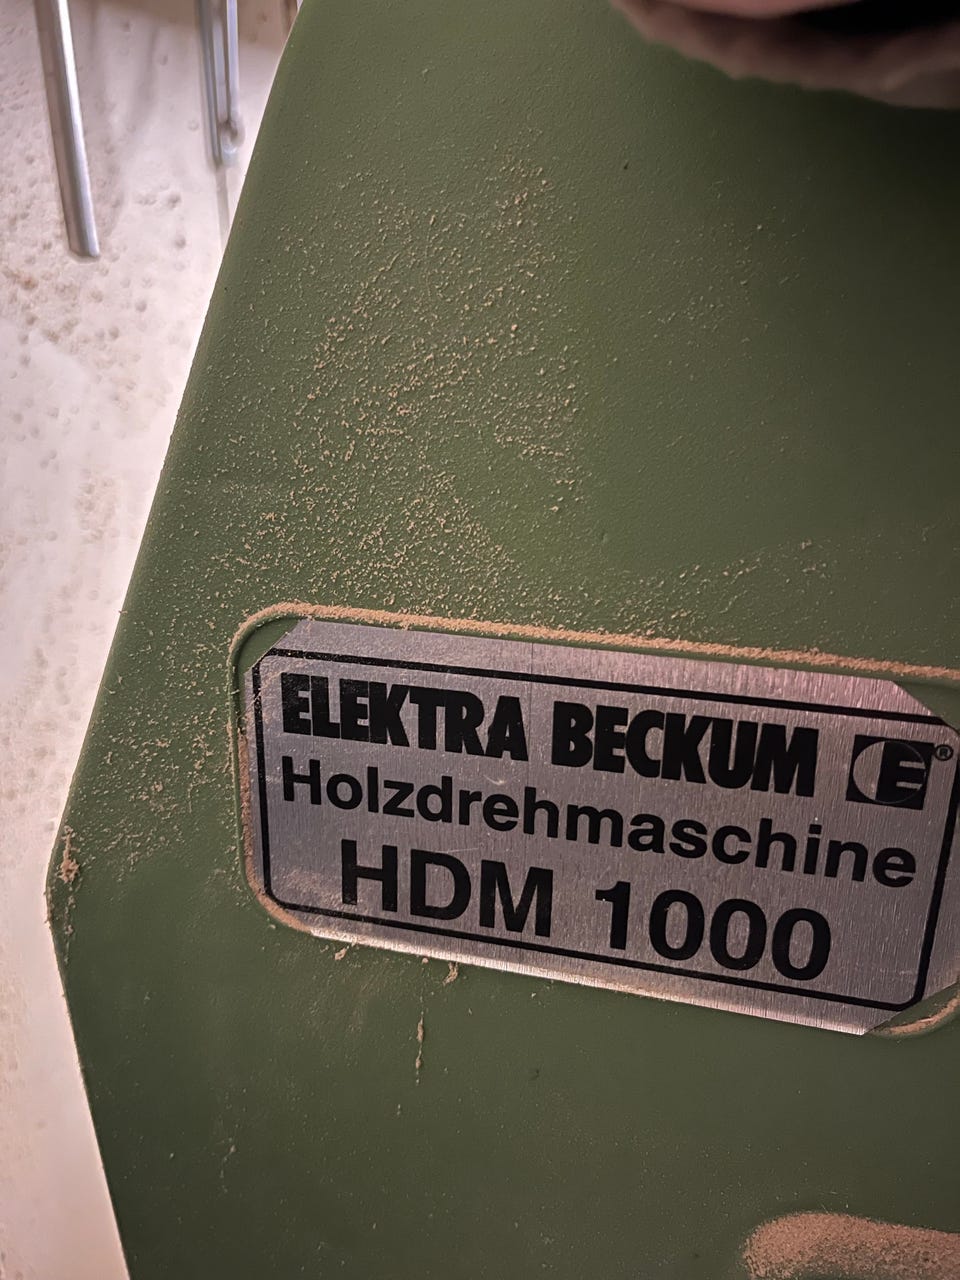 ELEKTRA BECKUM E®
Holzdrehmaschine
HDM 1000